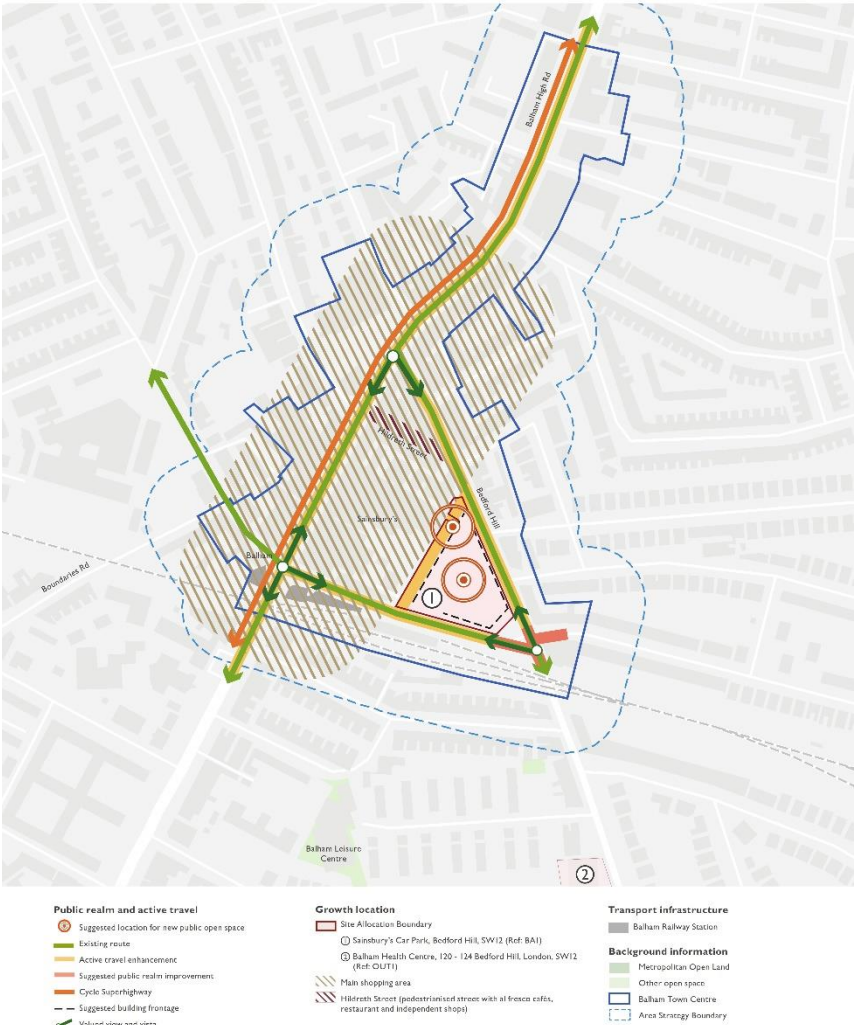 Balham High Rd
Hildreth Street
Bedford Hill
Sainsbury's
Balham
Boundaries Rd
1
Balham Leisure
Centre
2
Public realm and active travel
Suggested location for new public open space
Existing route
Active travel enhancement
Suggested public realm improvement
Cycle Superhighway
Suggested building frontage
Valued view and vista
Growth location
Site Allocation Boundary
1 Sainsbury's Car Park, Bedford Hill, SW12 (Ref: BA1)
2 Balham Health Centre, 120 - 124 Bedford Hill, London, SW12
(Ref: OUT1)
Main shopping area
Hildreth Street (pedestrianised street with al fresco cafés,
restaurant and independent shops)
Transport infrastructure
Balham Railway Station
Background information
Metropolitan Open Land
Other open space
Balham Town Centre
Area Strategy Boundary